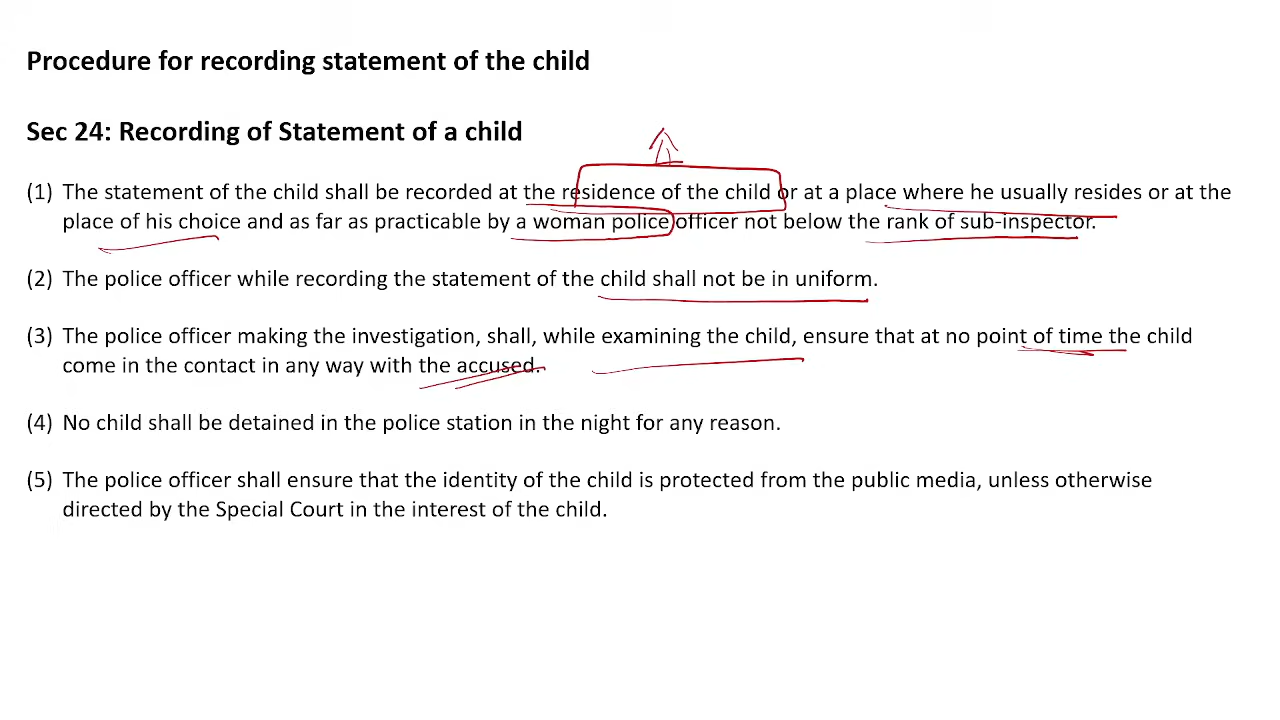 Procedure for recording statement of the child
Sec 24: Recording of Statement of a child
(1) The statement of the child shall be recorded at the residence of the child or at a place where he usually resides or at the
place of his choice and as far as practicable by a woman police officer not below the rank of sub-inspector.
(2) The police officer while recording the statement of the child shall not be in uniform.
(3) The police officer making the investigation, shall, while examining the child, ensure that at no point of time the child
come in the contact in any way with the accused.
(4) No child shall be detained in the police station in the night for any reason.
(5) The police officer shall ensure that the identity of the child is protected from the public media, unless otherwise
directed by the Special Court in the interest of the child.